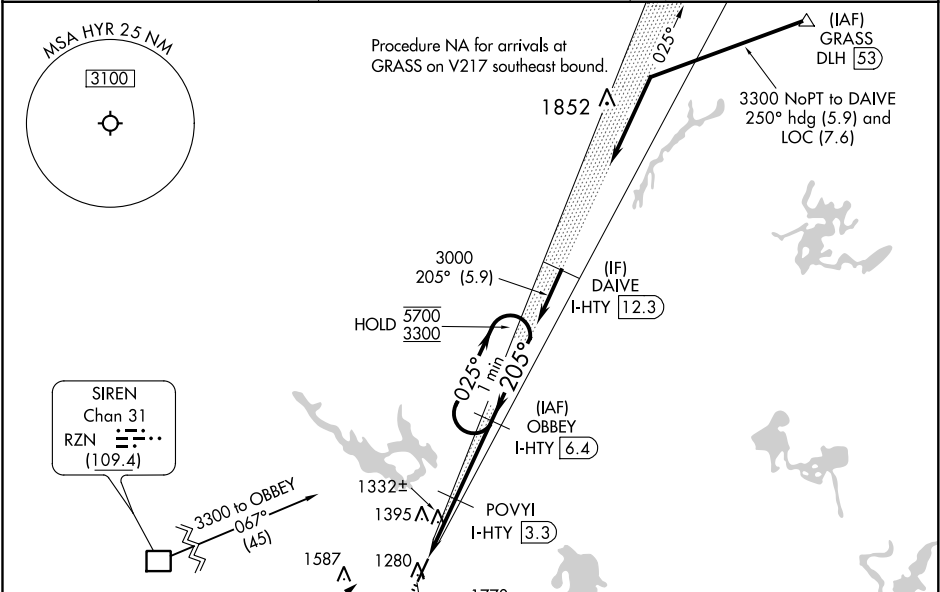 MSA HYR 25 NM
3100
Procedure NA for arrivals at
GRASS on V217 southeast bound.
025°
(IAF)
GRASS
DLH 53
1852
3300 NoPT to DAIVE
250° hdg (5.9) and
LOC (7.6)
3000
205° (5.9)
(IF)
DAIVE
I-HTY 12.3
HOLD 5700
3300
025°
1 min
205°
(IAF)
OBBEY
I-HTY 6.4
SIREN
Chan 31
RZN
(109.4)
3300 to OBBEY
067°
(45)
1332±
1395
POVYI
I-HTY 3.3
1587
1280